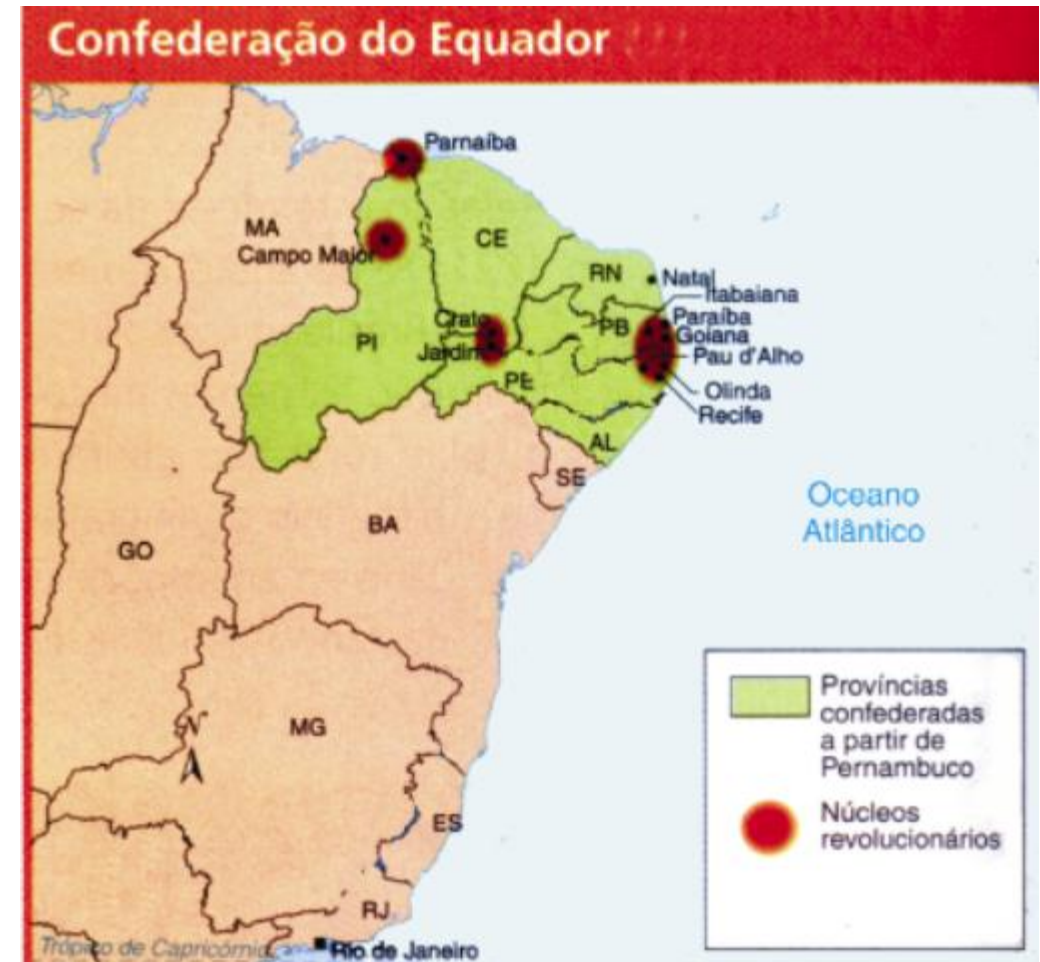 Confederação do Equador
Parnaíba
MA
Campo Maior
CE
RN
Natal
Itabaiana
Crato
PB
Paraíba
Goiana
PI
Jardim
Pau d'Alho
PE
Olinda
Recife
AL
SE
Oceano
Atlântico
BA
GO
Províncias
confederadas
a partir de
Pernambuco
MG
N
Núcleos
revolucionários
ES
RJ
Trópico de Capricórnio
Rio de Janeiro